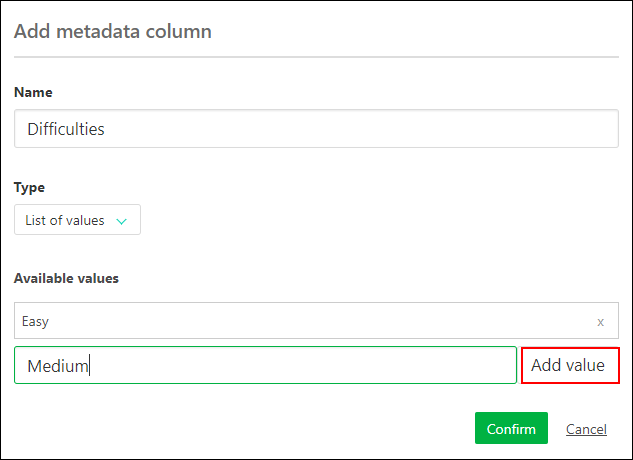 Add metadata column
Name
Difficulties
Type
List of values
Available values
Easy x
Medium Add value
Confirm Cancel